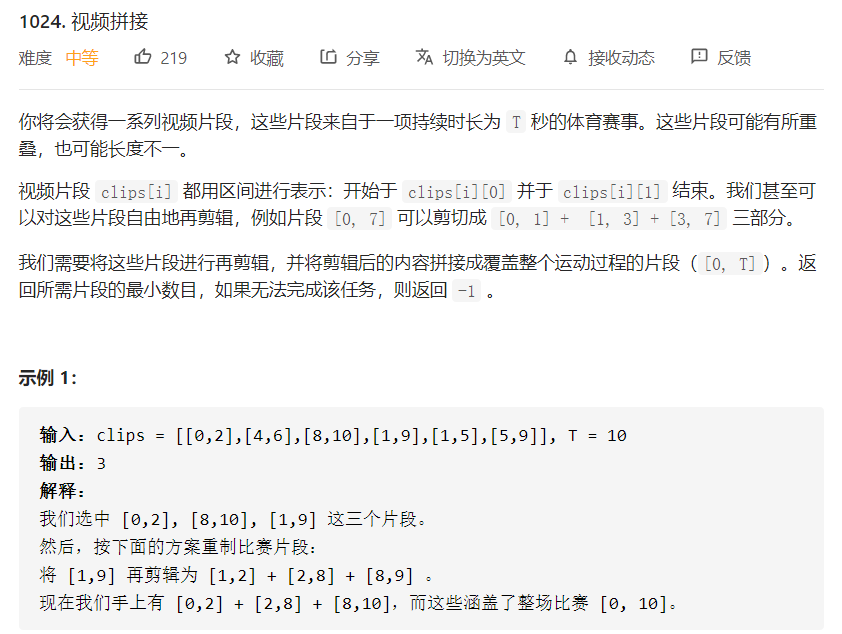 1024. 视频拼接
难度 中等 219 收藏 分享 切换为英文 接收动态 反馈
你将会获得一系列视频片段，这些片段来自于一项持续时长为 T 秒的体育赛事。这些片段可能有所重
叠，也可能长度不一。
视频片段 clips[i] 都用区间进行表示：开始于 clips[i][0] 并于 clips[i][1] 结束。我们甚至可
以对这些片段自由地再剪辑，例如片段 [0, 7] 可以剪切成 [0, 1] + [1, 3] + [3, 7] 三部分。
我们需要将这些片段进行再剪辑，并将剪辑后的内容拼接成覆盖整个运动过程的片段（[0, T]）。返
回所需片段的最小数目，如果无法完成该任务，则返回 -1 。
示例 1：
输入：clips = [[0,2],[4,6],[8,10],[1,9],[1,5],[5,9]], T = 10
输出：3
解释：
我们选中 [0,2], [8,10], [1,9] 这三个片段。
然后，按下面的方案重制比赛片段：
将 [1,9] 再剪辑为 [1,2] + [2,8] + [8,9] 。
现在我们手上有 [0,2] + [2,8] + [8,10]，而这些涵盖了整场比赛 [0, 10]。